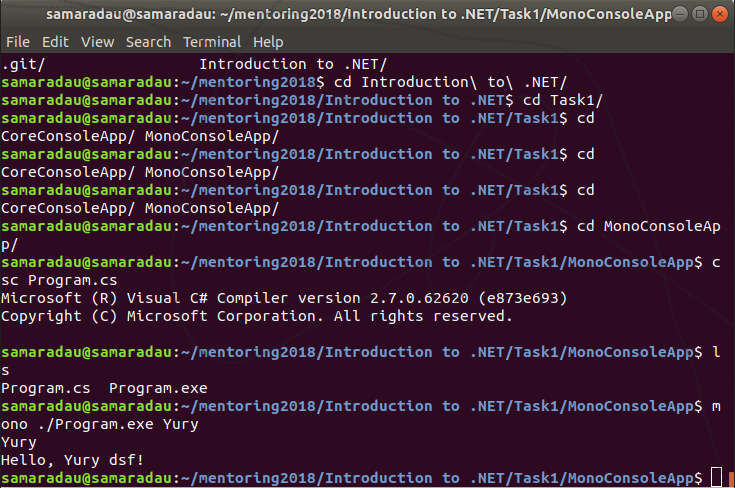 samaradau@samaradau: ~/mentoring2018/Introduction to .NET/Task1/MonoConsoleApp
File Edit View Search Terminal Help
.git/ Introduction to .NET/
samaradau@samaradau:~/mentoring2018$ cd Introduction\ to\ .NET/
samaradau@samaradau:~/mentoring2018/Introduction to .NET$ cd Task1/
samaradau@samaradau:~/mentoring2018/Introduction to .NET/Task1$ cd
CoreConsoleApp/ MonoConsoleApp/
samaradau@samaradau:~/mentoring2018/Introduction to .NET/Task1$ cd
CoreConsoleApp/ MonoConsoleApp/
samaradau@samaradau:~/mentoring2018/Introduction to .NET/Task1$ cd
CoreConsoleApp/ MonoConsoleApp/
samaradau@samaradau:~/mentoring2018/Introduction to .NET/Task1$ cd MonoConsoleAp
p/
samaradau@samaradau:~/mentoring2018/Introduction to .NET/Task1/MonoConsoleApp$ c
sc Program.cs
Microsoft (R) Visual C# Compiler version 2.7.0.62620 (e873e693)
Copyright (C) Microsoft Corporation. All rights reserved.
samaradau@samaradau:~/mentoring2018/Introduction to .NET/Task1/MonoConsoleApp$ l
s
Program.cs Program.exe
samaradau@samaradau:~/mentoring2018/Introduction to .NET/Task1/MonoConsoleApp$ m
ono ./Program.exe Yury
Yury
Hello, Yury dsf!
samaradau@samaradau:~/mentoring2018/Introduction to .NET/Task1/MonoConsoleApp$